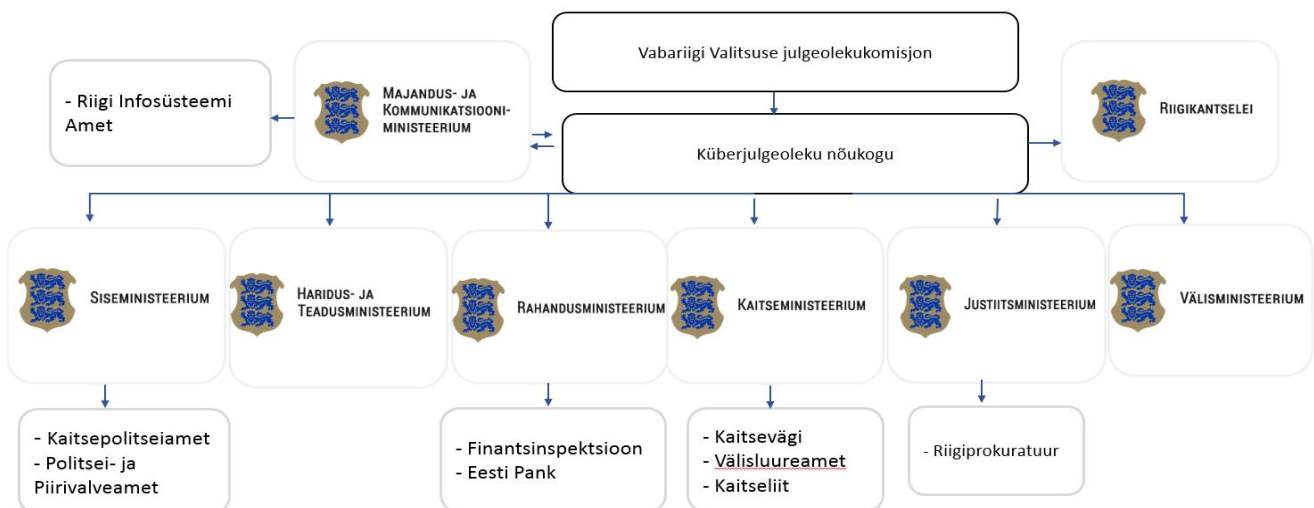 Vabariigi Valitsuse julgeolekukomisjon
- Riigi Infosüsteemi
Amet
MAJANDUS- JA
KOMMUNIKATSIOONI-
MINISTEERIUM
Küberjulgeoleku nõukogu
RIIGIKANTSELEI
SISEMINISTEERIUM
HARIDUS- JA
TEADUSMINISTEERIUM
RAHANDUSMINISTEERIUM
KAITSEMINISTEERIUM
JUSTIITSMINISTEERIUM
VÄLISMINISTEERIUM
- Kaitsepolitseiamet
- Politsei- ja
Piirivalveamet
- Finantsinspektsioon
- Eesti Pank
- Kaitsevägi
- Välisluureamet
- Kaitseliit
- Riigiprokuratuur